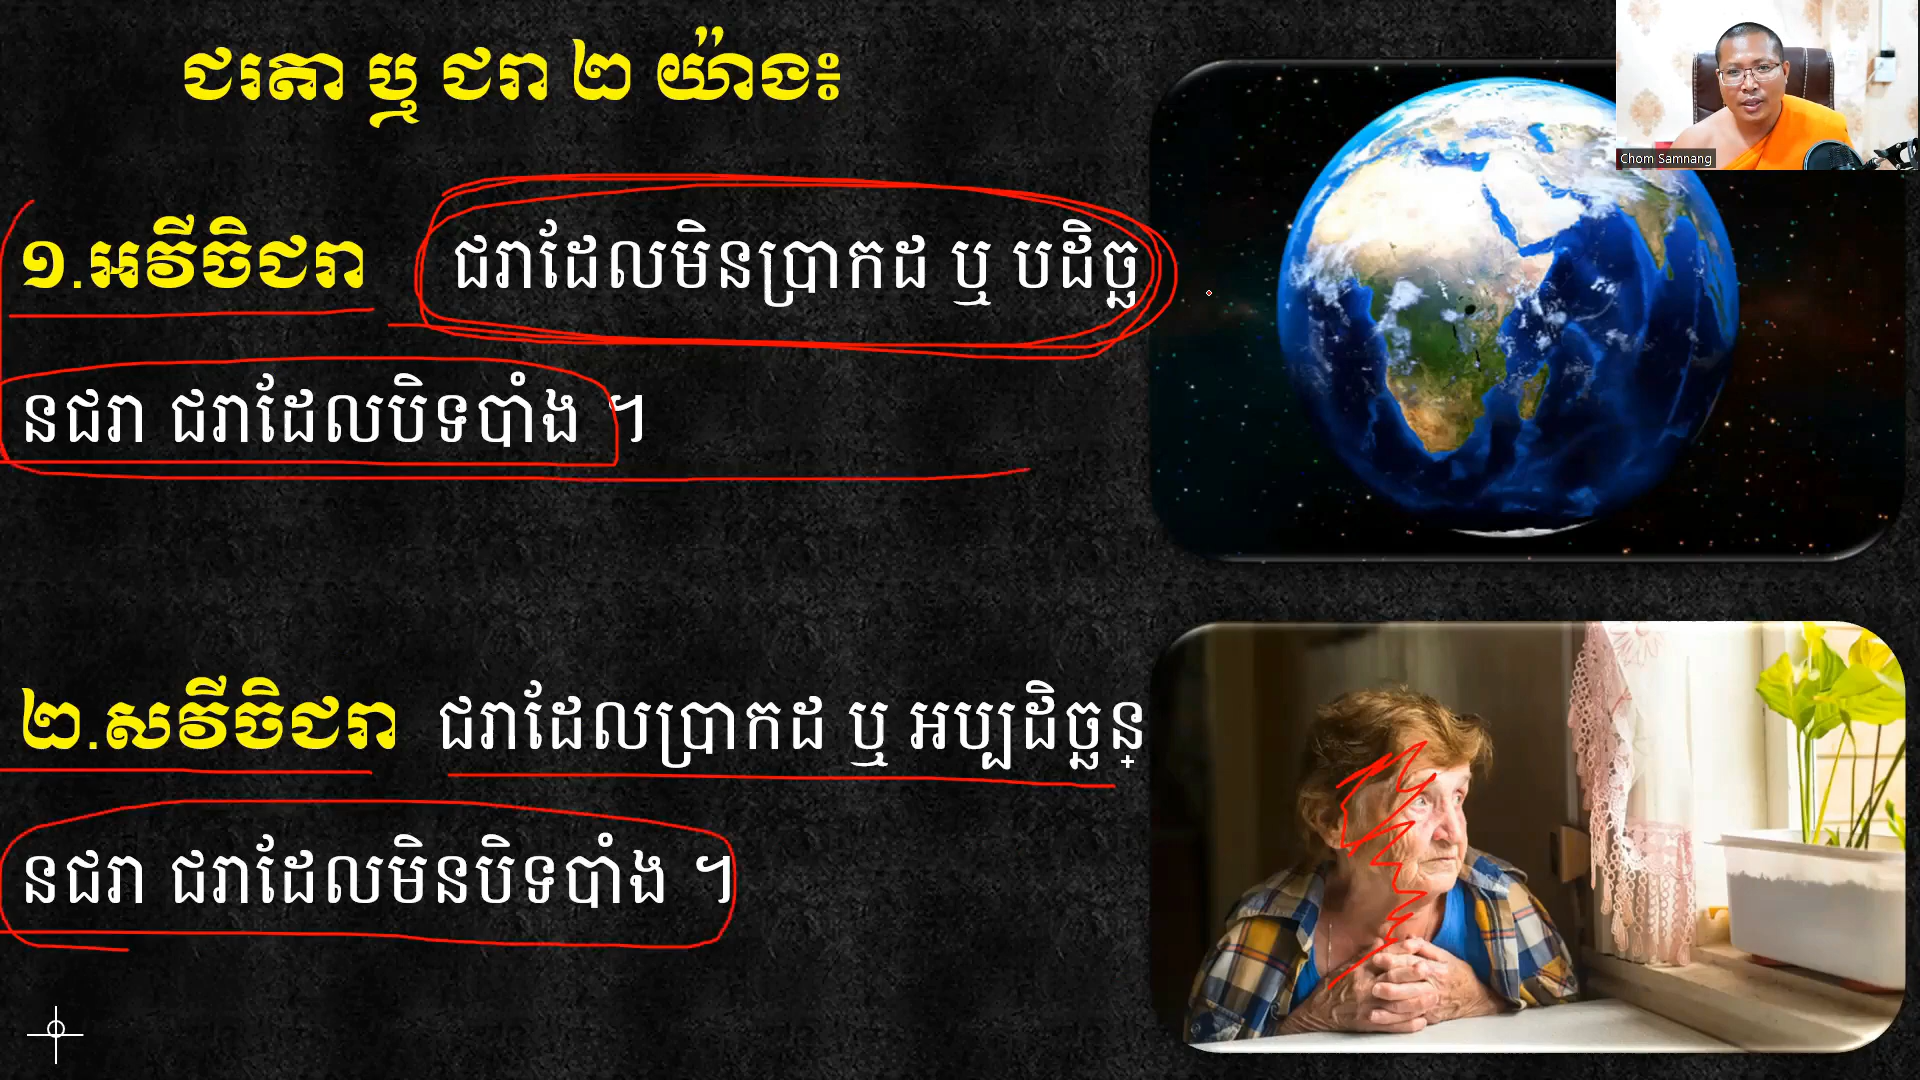 ជរតា ឬ ជរា ២ យ៉ាង៖
Chom Samnang
១.អវីចិជរា ជរាដែលមិនប្រាកដ ឬ បដិច្ឆ
នជរា ជរាដែលបិទបាំង ។
២.សវីចិជរា ជរាដែលប្រាកដ ឬ អប្បដិច្ឆន្
នជរា ជរាដែលមិនបិទបាំង ។